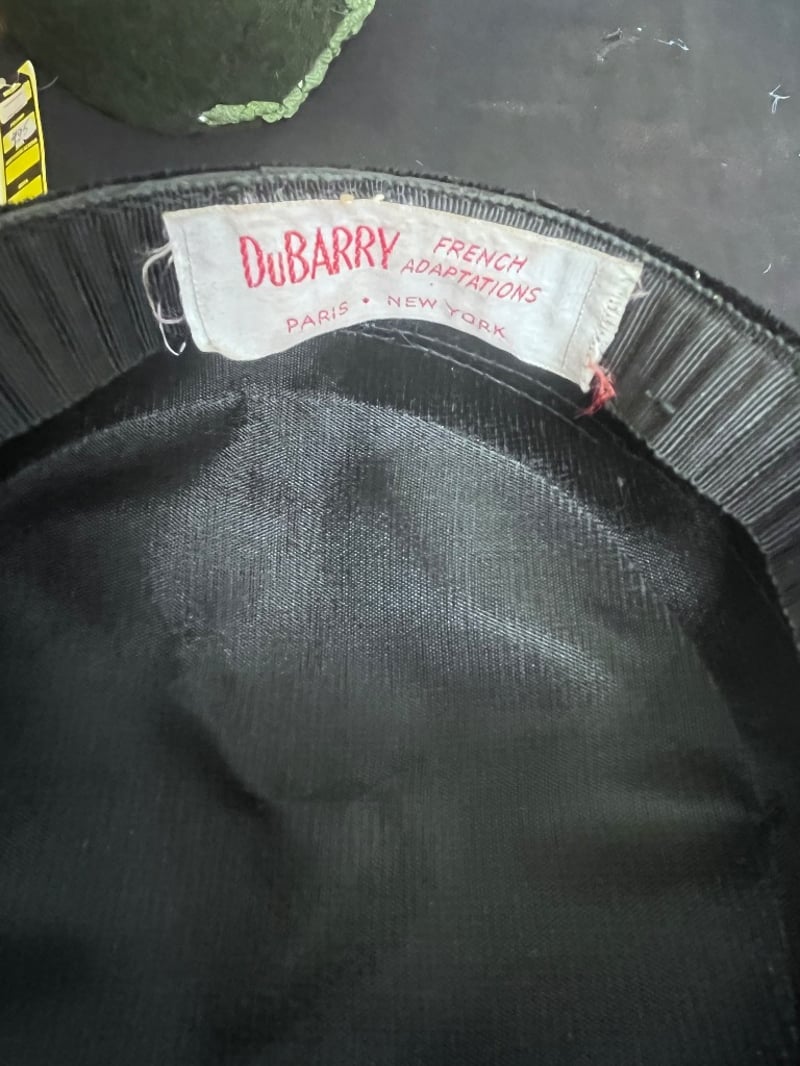 DuBARRY FRENCH
ADAPTATIONS
PARIS • NEW YORK